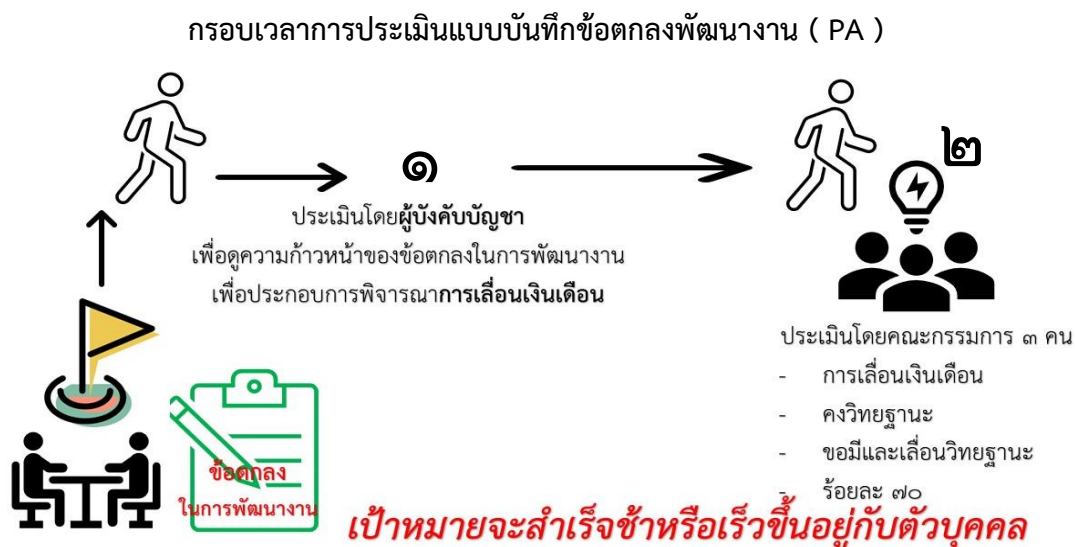 กรอบเวลาการประเมินแบบบันทึกข้อตกลงพัฒนางาน ( PA )
๑
ประเมินโดยผู้บังคับบัญชา
เพื่อดูความก้าวหน้าของข้อตกลงในการพัฒนางาน
เพื่อประกอบการพิจารณาการเลื่อนเงินเดือน
๒
ประเมินโดยคณะกรรมการ ๓ คน
- การเลื่อนเงินเดือน
- คงวิทยฐานะ
- ขอมีและเลื่อนวิทยฐานะ
- ร้อยละ ๗๐
ข้อตกลง
ในการพัฒนางาน
เป้าหมายจะสำเร็จช้าหรือเร็วขึ้นอยู่กับตัวบุคคล